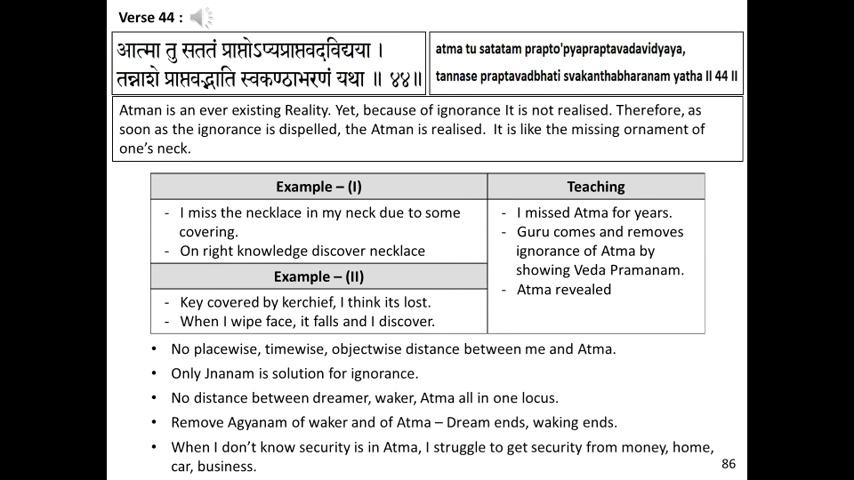 Verse 44 :
आत्मा तु सततं प्राप्तोऽप्यप्राप्तवदविद्यया ।
तन्नाशे प्राप्तवद्भाति स्वकण्ठाभरणं यथा ॥ ४४॥
atma tu satatam prapto'pyapraptavadavidyaya,
tannase praptavadbhati svakanthabharanam yatha II 44 II
Atman is an ever existing Reality. Yet, because of ignorance It is not realised. Therefore, as
soon as the ignorance is dispelled, the Atman is realised.  It is like the missing ornament of
one's neck.
Example – (I)
- I miss the necklace in my neck due to some
covering.
- On right knowledge discover necklace
Example – (II)
- Key covered by kerchief, I think its lost.
- When I wipe face, it falls and I discover.
Teaching
- I missed Atma for years.
- Guru comes and removes
ignorance of Atma by
showing Veda Pramanam.
- Atma revealed
• No placewise, timewise, objectwise distance between me and Atma.
• Only Jnanam is solution for ignorance.
• No distance between dreamer, waker, Atma all in one locus.
• Remove Agyanam of waker and of Atma – Dream ends, waking ends.
• When I don't know security is in Atma, I struggle to get security from money, home,
car, business.
86